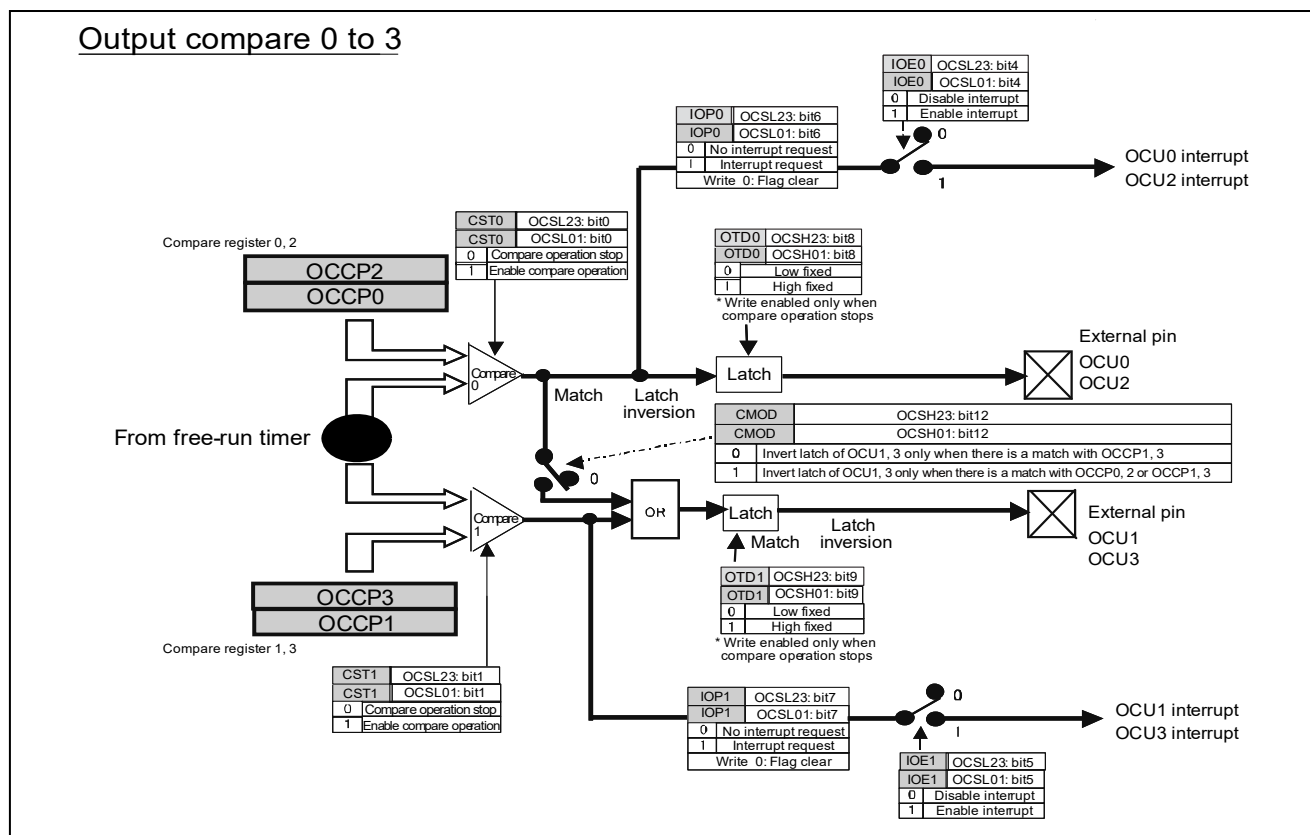 Output compare 0 to 3
IOE0 OCSL23: bit4
IOE0 OCSL01: bit4
0 Disable interrupt
1 Enable interrupt
0
1
IOP0 OCSL23: bit6
IOP0 OCSL01: bit6
0 No interrupt request
I Interrupt request
Write 0: Flag clear
OCU0 interrupt
OCU2 interrupt
CST0 OCSL23: bit0
CST0 OCSL01: bit0
0 Compare operation stop
1 Enable compare operation
Compare register 0, 2
OCCP2
OCCP0
OTD0 OCSH23: bit8
OTD0 OCSH01: bit8
0 Low fixed
I High fixed
* Write enabled only when
compare operation stops
Compare
0
Match
Latch
inversion
Latch
External pin
OCU0
OCU2
CMOD OCSH23: bit12
CMOD OCSH01: bit12
0 Invert latch of OCU1, 3 only when there is a match with OCCP1, 3
1 Invert latch of OCU1, 3 only when there is a match with OCCP0, 2 or OCCP1, 3
From free-run timer
0
Compare
1
OR
Latch
Match
Latch
inversion
External pin
OCU1
OCU3
OTD1 OCSH23: bit9
OTD1 OCSH01: bit9
0 Low fixed
1 High fixed
* Write enabled only when
compare operation stops
OCCP3
OCCP1
Compare register 1, 3
CST1 OCSL23: bit1
CST1 OCSL01: bit1
0 Compare operation stop
1 Enable compare operation
IOP1 OCSL23: bit7
IOP1 OCSL01: bit7
0 No interrupt request
1 Interrupt request
Write 0: Flag clear
0
I
OCU1 interrupt
OCU3 interrupt
IOE1 OCSL23: bit5
IOE1 OCSL01: bit5
0 Disable interrupt
1 Enable interrupt